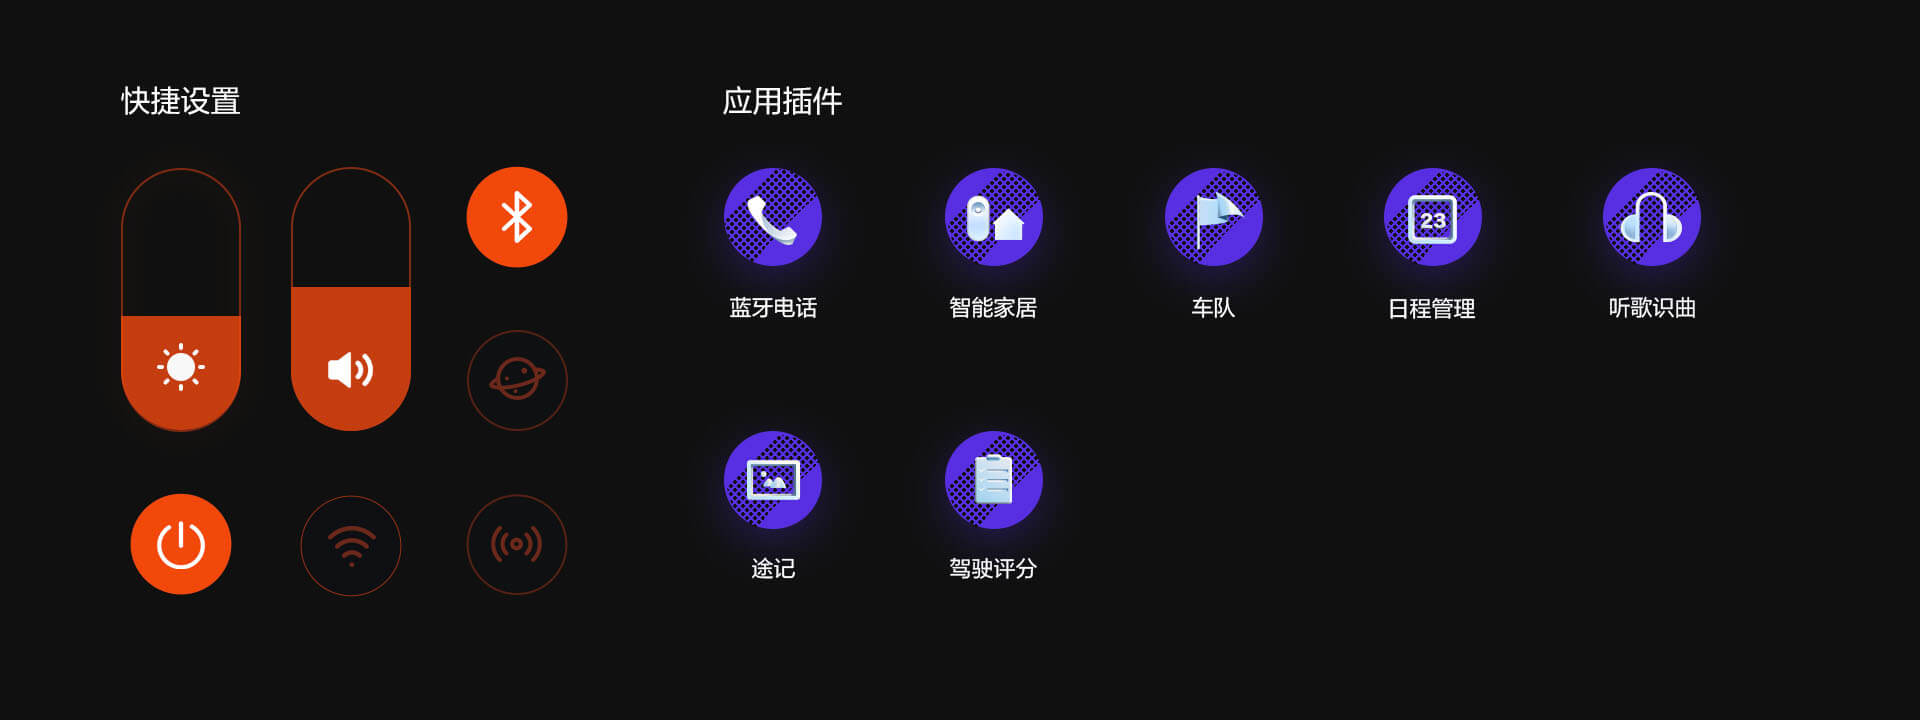 快捷设置
应用插件
蓝牙电话
智能家居
车队
23
日程管理
听歌识曲
途记
驾驶评分